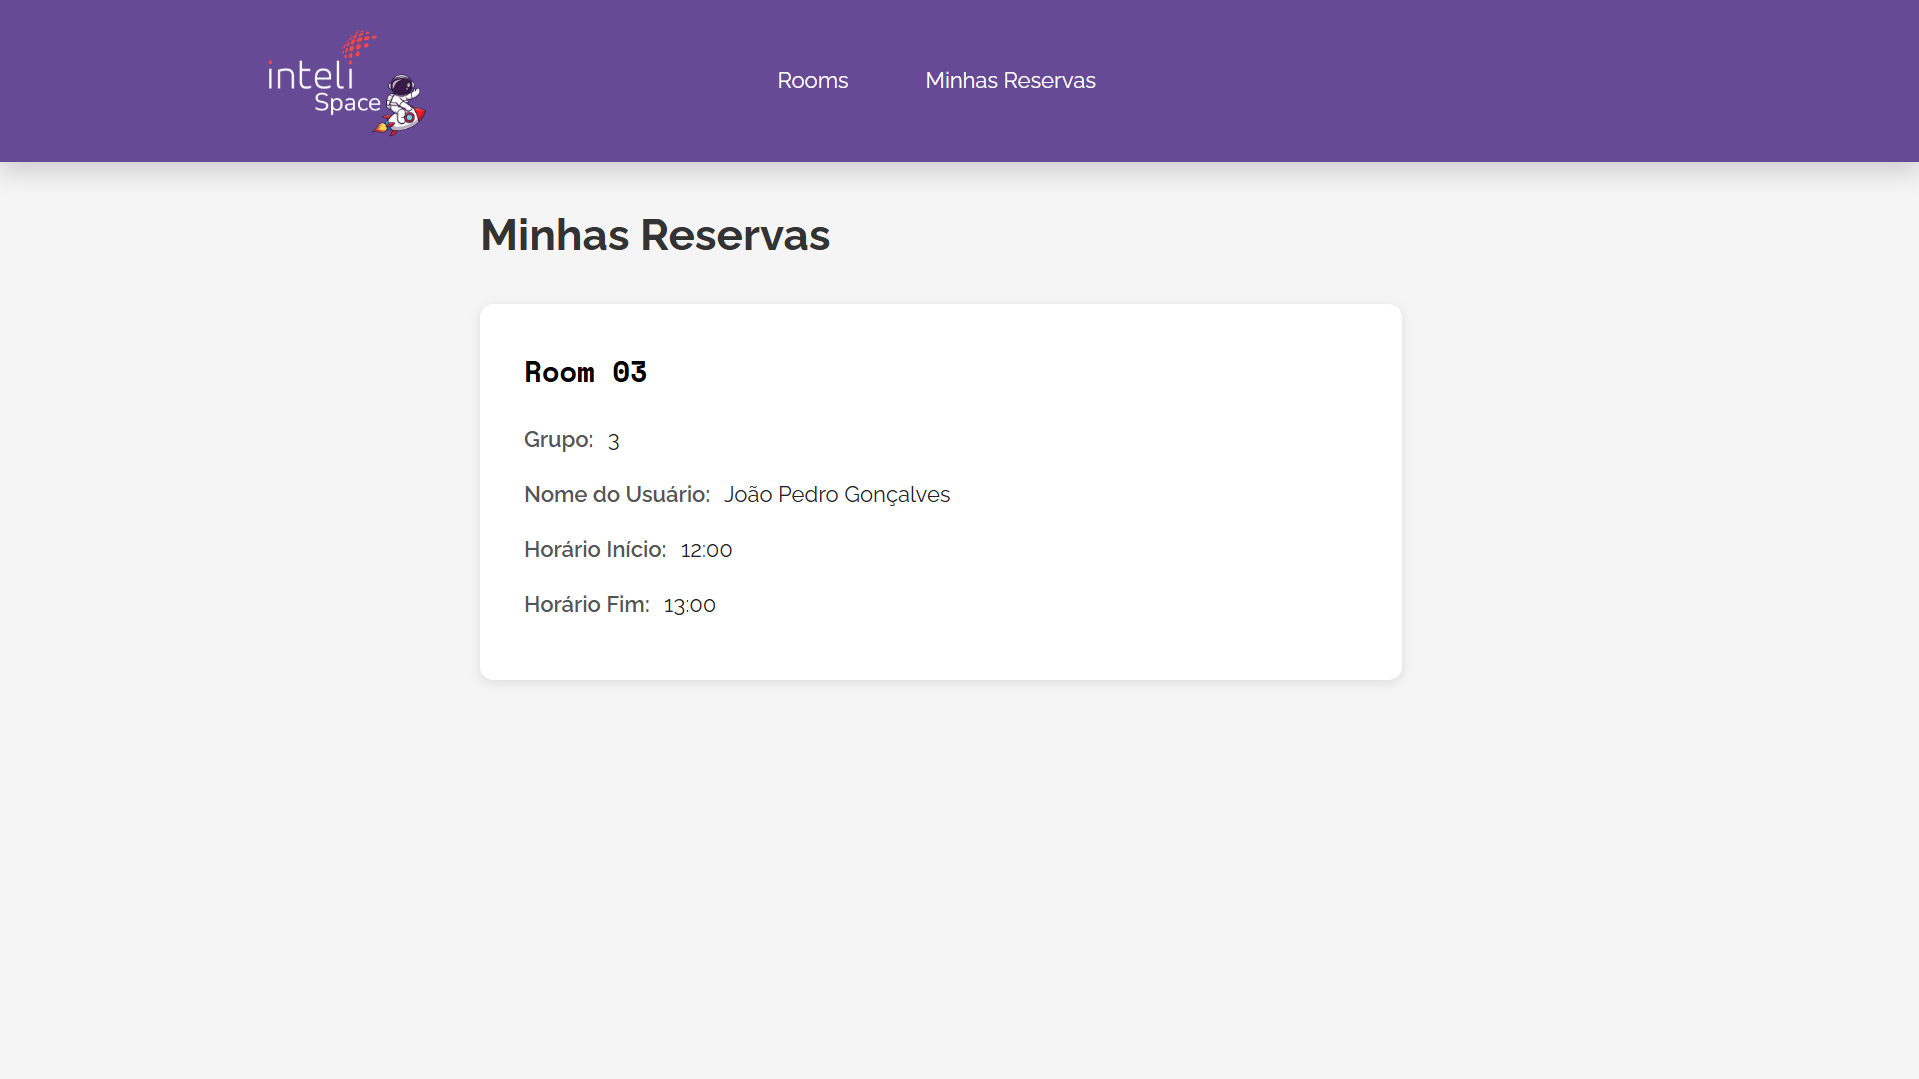 inteli
Space
Rooms
Minhas Reservas
Minhas Reservas
Room 03
Grupo: 3
Nome do Usuário: João Pedro Gonçalves
Horário Início: 12:00
Horário Fim: 13:00